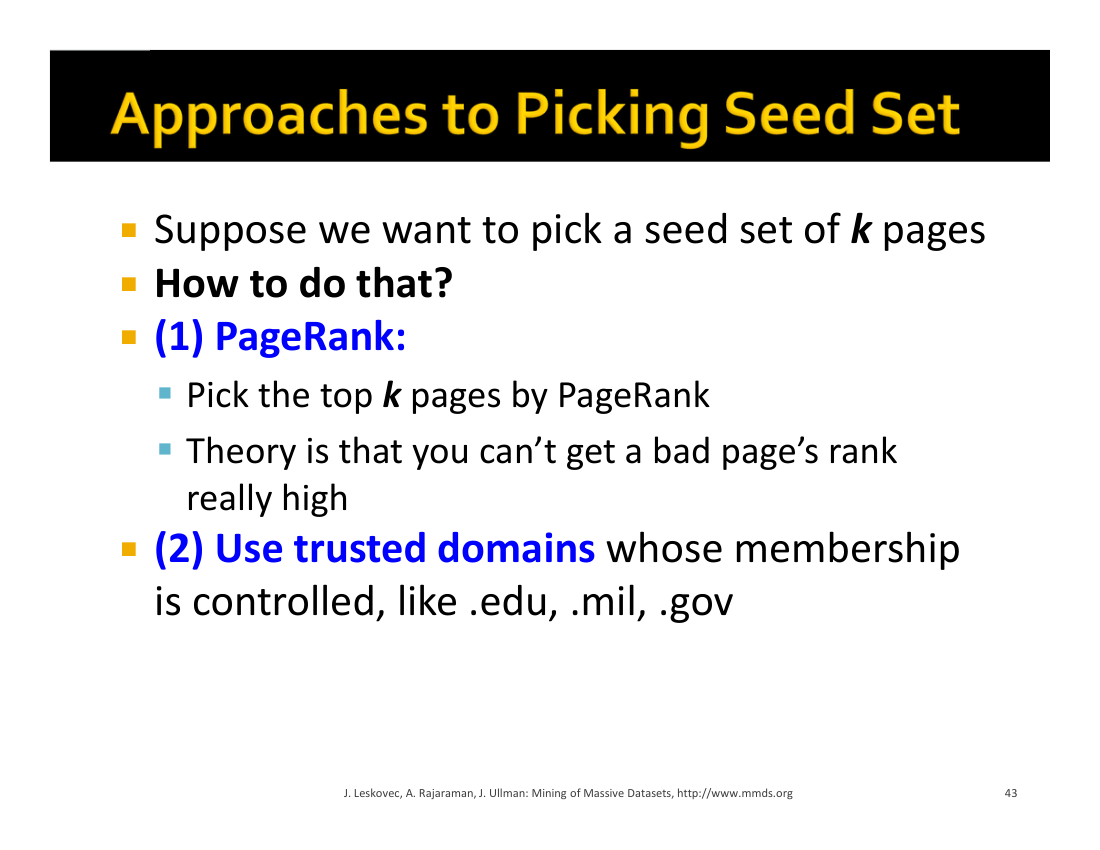 Approaches to Picking Seed Set
Suppose we want to pick a seed set of k pages
How to do that?
(1) PageRank:
Pick the top k pages by PageRank
Theory is that you can’t get a bad page’s rank
really high
(2) Use trusted domains whose membership
is controlled, like .edu, .mil, .gov
J. Leskovec, A. Rajaraman, J. Ullman: Mining of Massive Datasets, http://www.mmds.org
43